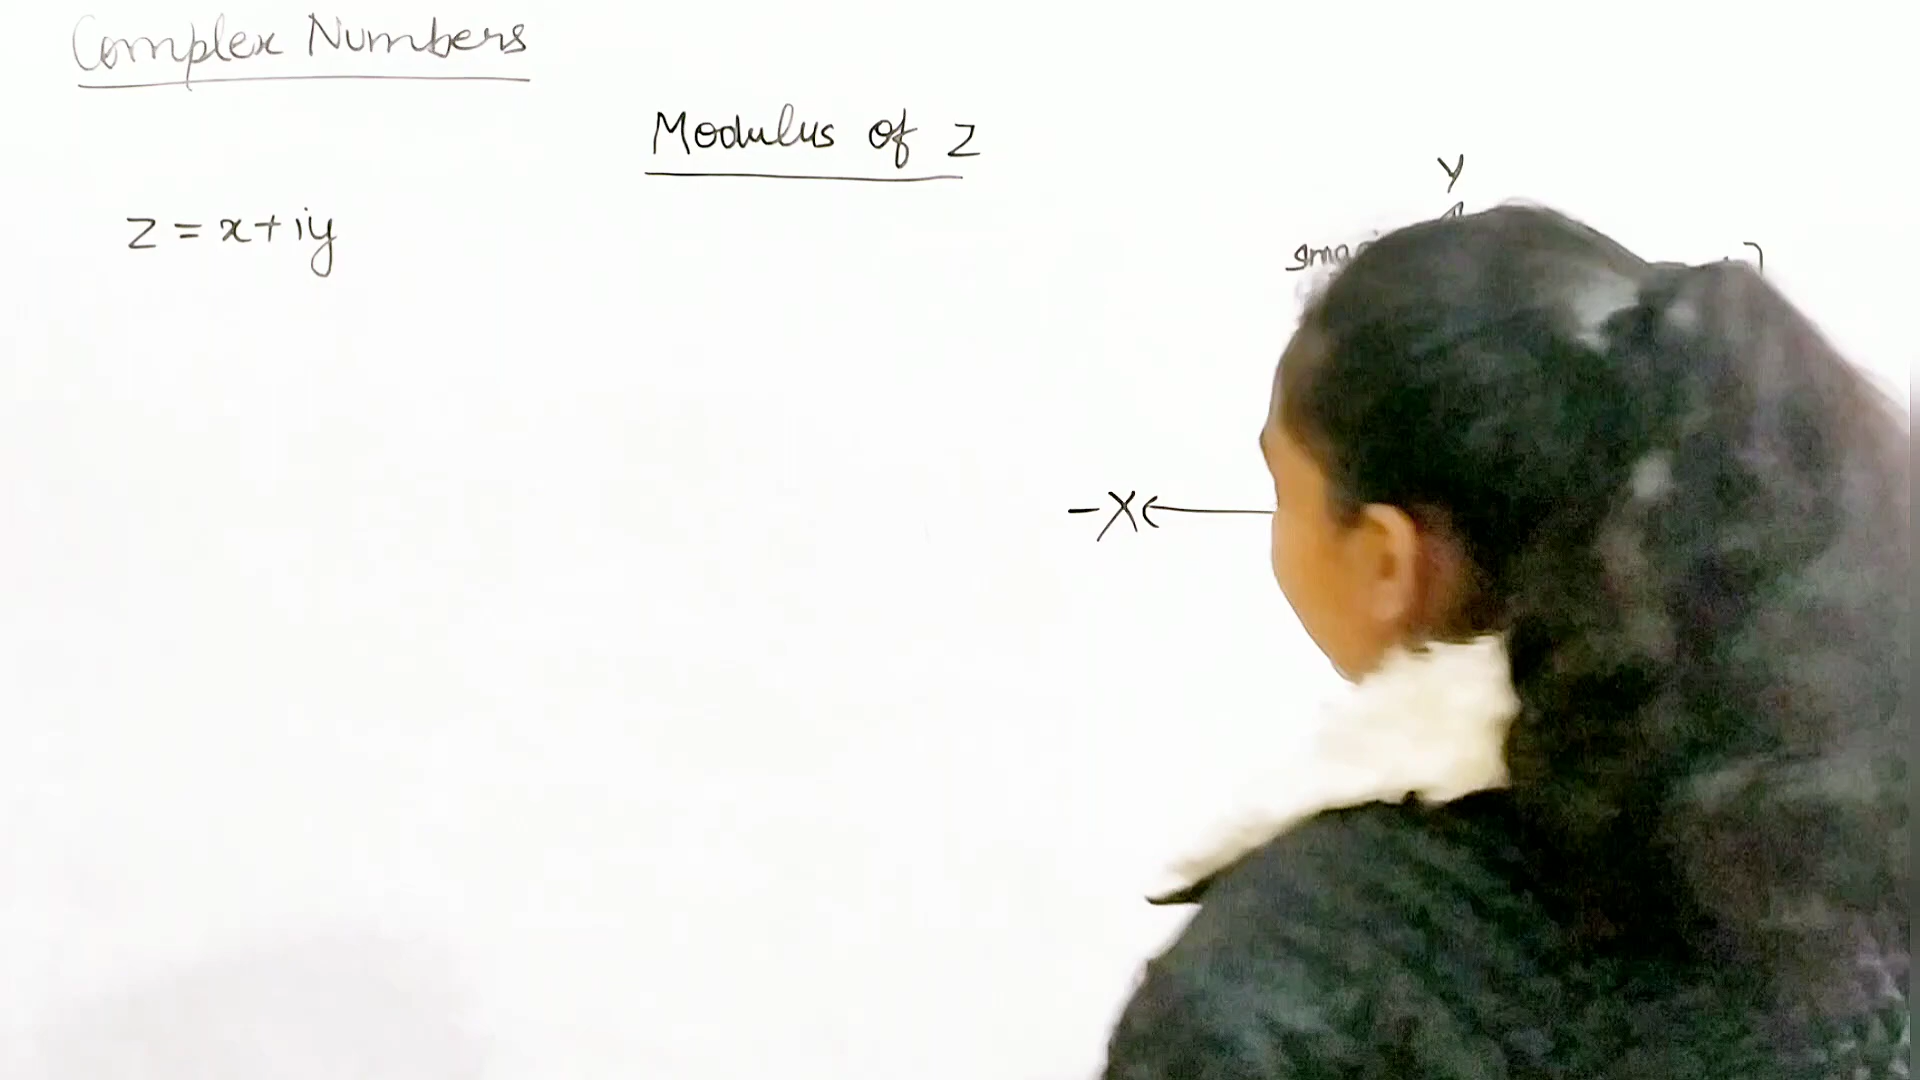 Complex Numbers
Modulus of z
z = x + iy
Y
-X